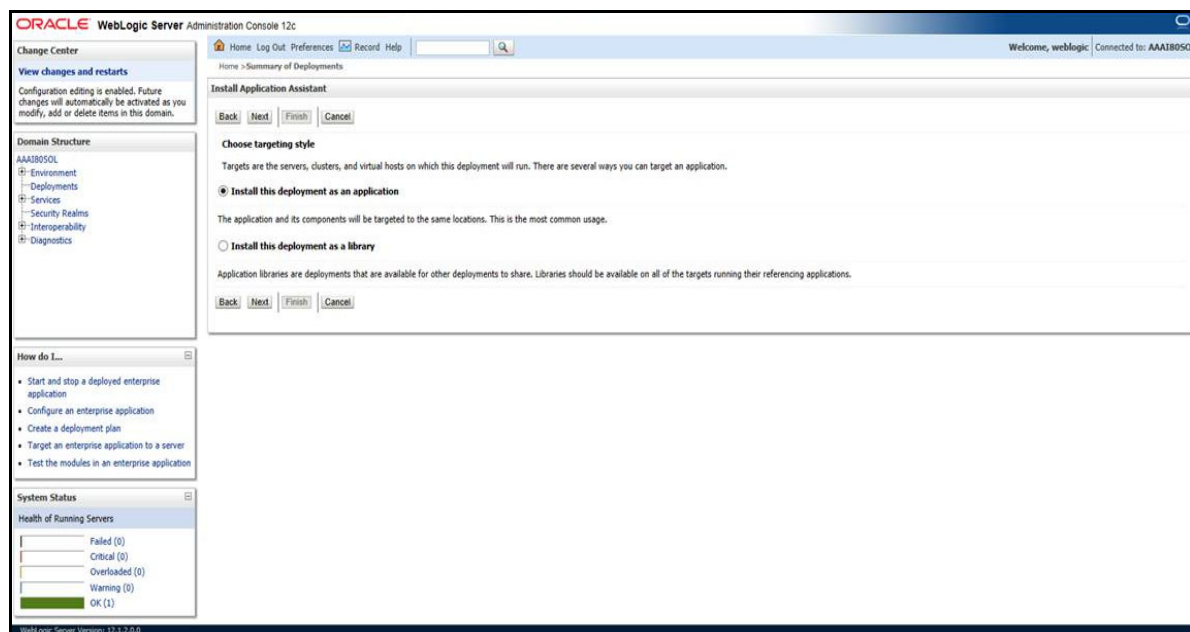 ORACLE WebLogic Server Administration Console 12c
Change Center
View changes and restarts
Configuration editing is enabled. Future
changes will automatically be activated as you
modify, add or delete items in this domain.
Domain Structure
AAAI80SOL
Environment
Deployments
Services
Security Realms
Interoperability
Diagnostics
How do I...
Start and stop a deployed enterprise
application
Configure an enterprise application
Create a deployment plan
Target an enterprise application to a server
Test the modules in an enterprise application
System Status
Health of Running Servers
Failed (0)
Critical (0)
Overloaded (0)
Warning (0)
OK (1)
Home Log Out Preferences Record Help
Welcome, weblogic Connected to: AAAI80SO
Home >Summary of Deployments
Install Application Assistant
Back Next Finish Cancel
Choose targeting style
Targets are the servers, clusters, and virtual hosts on which this deployment will run. There are several ways you can target an application.
Install this deployment as an application
The application and its components will be targeted to the same locations. This is the most common usage.
Install this deployment as a library
Application libraries are deployments that are available for other deployments to share. Libraries should be available on all of the targets running their referencing applications.
Back Next Finish Cancel
WebLogic Server Version: 12.1.2.0.0